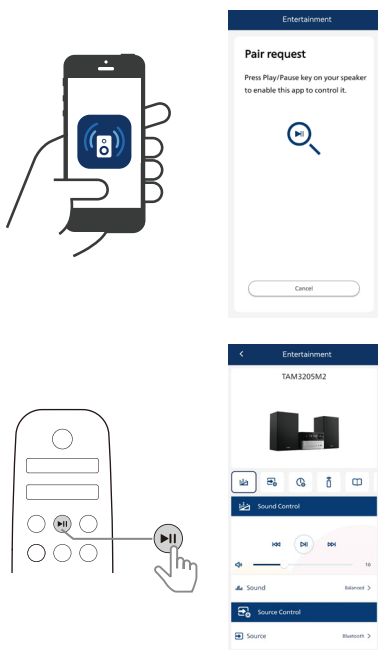 Entertainment
Pair request
Press Play/Pause key on your speaker
to enable this app to control it.
Cancel
Entertainment
TAM3205M2
Sound Control
10
Sound Balanced
Source Control
Source Bluetooth